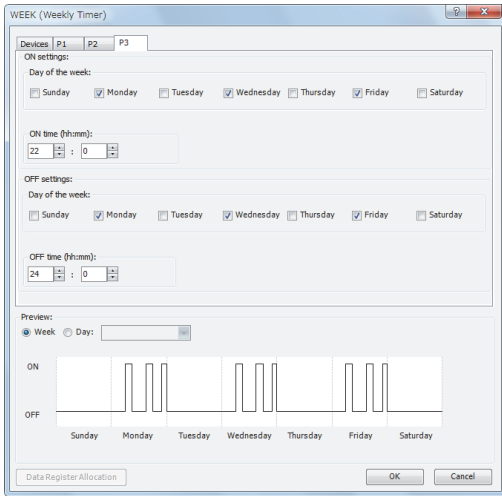 WEEK (Weekly Timer)
Devices P1 P2 P3
ON settings:
Day of the week:
Sunday Monday Tuesday Wednesday Thursday Friday Saturday
ON time (hh:mm):
22 : 0
OFF settings:
Day of the week:
Sunday Monday Tuesday Wednesday Thursday Friday Saturday
OFF time (hh:mm):
24 : 0
Preview:
Week Day:
ON
OFF
Sunday Monday Tuesday Wednesday Thursday Friday Saturday
Data Register Allocation OK Cancel